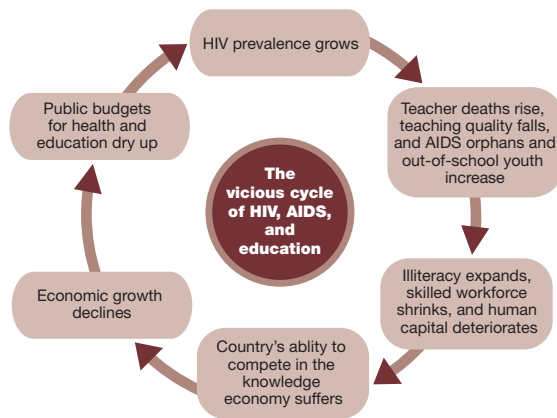 HIV prevalence grows
Teacher deaths rise,
teaching quality falls,
and AIDS orphans and
out-of-school youth
increase
Illiteracy expands,
skilled workforce
shrinks, and human
capital deteriorates
Country's ablity to
compete in the
knowledge
economy suffers
Economic growth
declines
Public budgets
for health and
education dry up
The
vicious cycle
of HIV, AIDS,
and
education